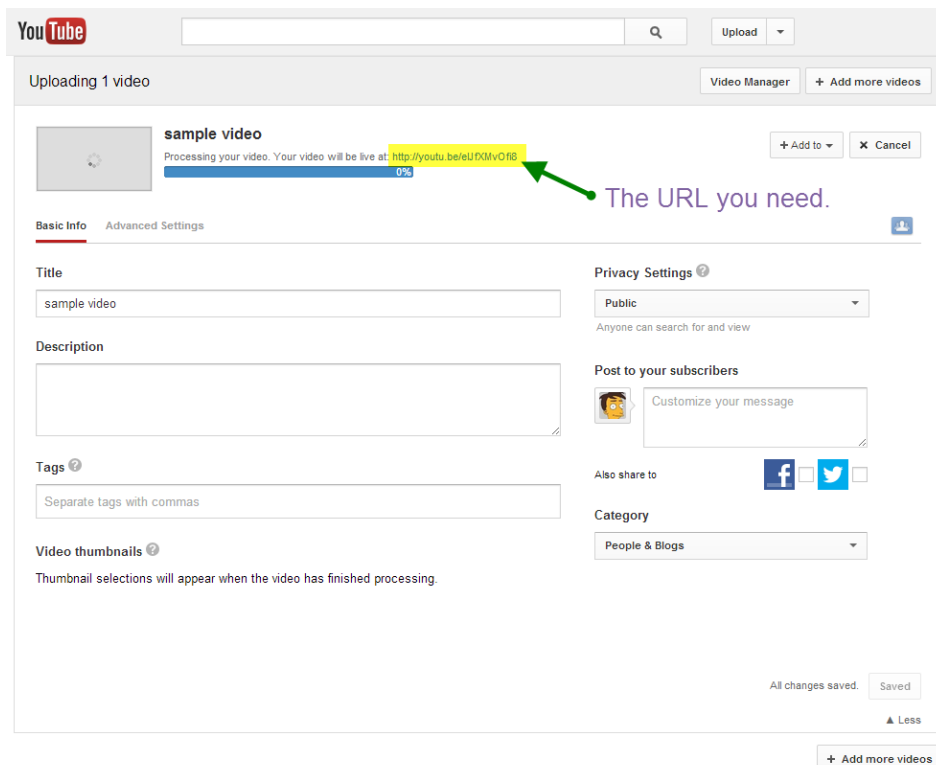 YouTube
Upload
Uploading 1 video
Video Manager
+ Add more videos
sample video
Processing your video. Your video will be live at: http://youtu.be/eUfXMvOfi8
0%
+ Add to
x Cancel
The URL you need.
Basic Info Advanced Settings
Title
sample video
Description
Tags ?
Separate tags with commas
Video thumbnails ?
Thumbnail selections will appear when the video has finished processing.
Privacy Settings ?
Public
Anyone can search for and view
Post to your subscribers
Customize your message
Also share to
f
Category
People & Blogs
All changes saved.
Saved
▲ Less
+ Add more videos